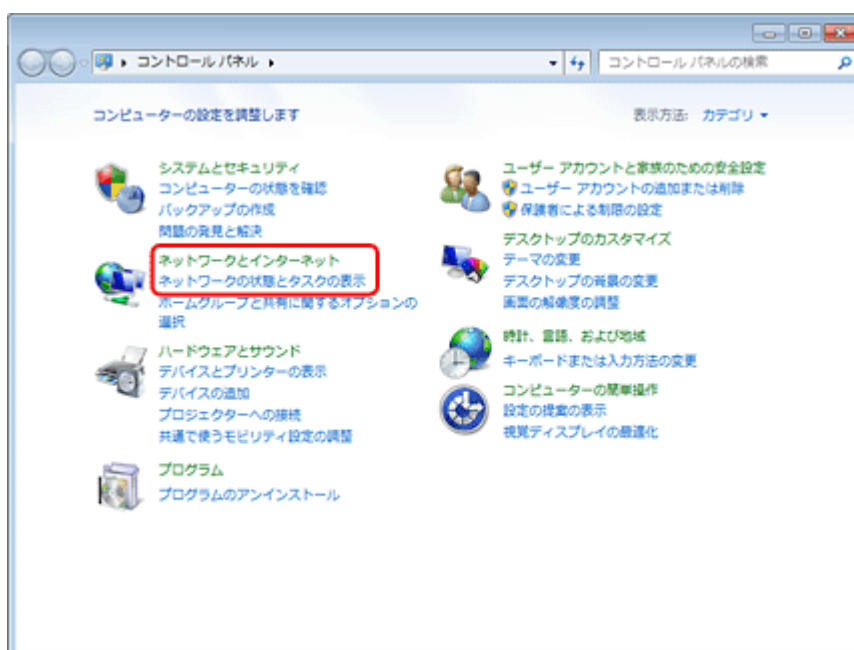 コントロール パネル
コントロール パネルの検索
コンピューターの設定を調整します
表示方法: カテゴリ
システムとセキュリティ
コンピューターの状態を確認
バックアップの作成
問題の発見と解決
ネットワークとインターネット
ネットワークの状態とタスクの表示
ホームグループと共有に関するオプションの
選択
ハードウェアとサウンド
デバイスとプリンターの表示
デバイスの追加
プロジェクターへの接続
共通で使うモビリティ設定の調整
プログラム
プログラムのアンインストール
ユーザー アカウントと家族のための安全設定
ユーザー アカウントの追加または削除
保護者による制限の設定
デスクトップのカスタマイズ
テーマの変更
デスクトップの背景の変更
画面の解像度の調整
時計、言語、および地域
キーボードまたは入力方法の変更
コンピューターの簡単操作
設定の提案の表示
視覚ディスプレイの最適化